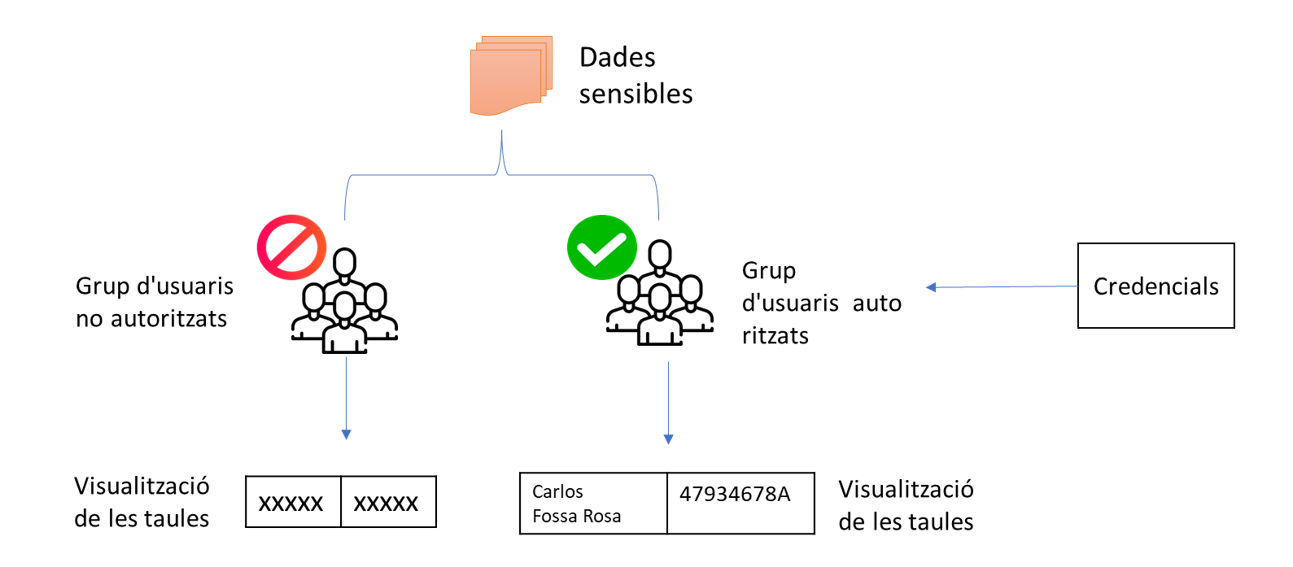 Dades
sensibles
Grup d'usuaris
no autoritzats
Grup
d'usuaris auto
ritzats
Credencials
Visualització
de les taules
XXXXX XXXXX
Carlos
Fossa Rosa
47934678A
Visualització
de les taules